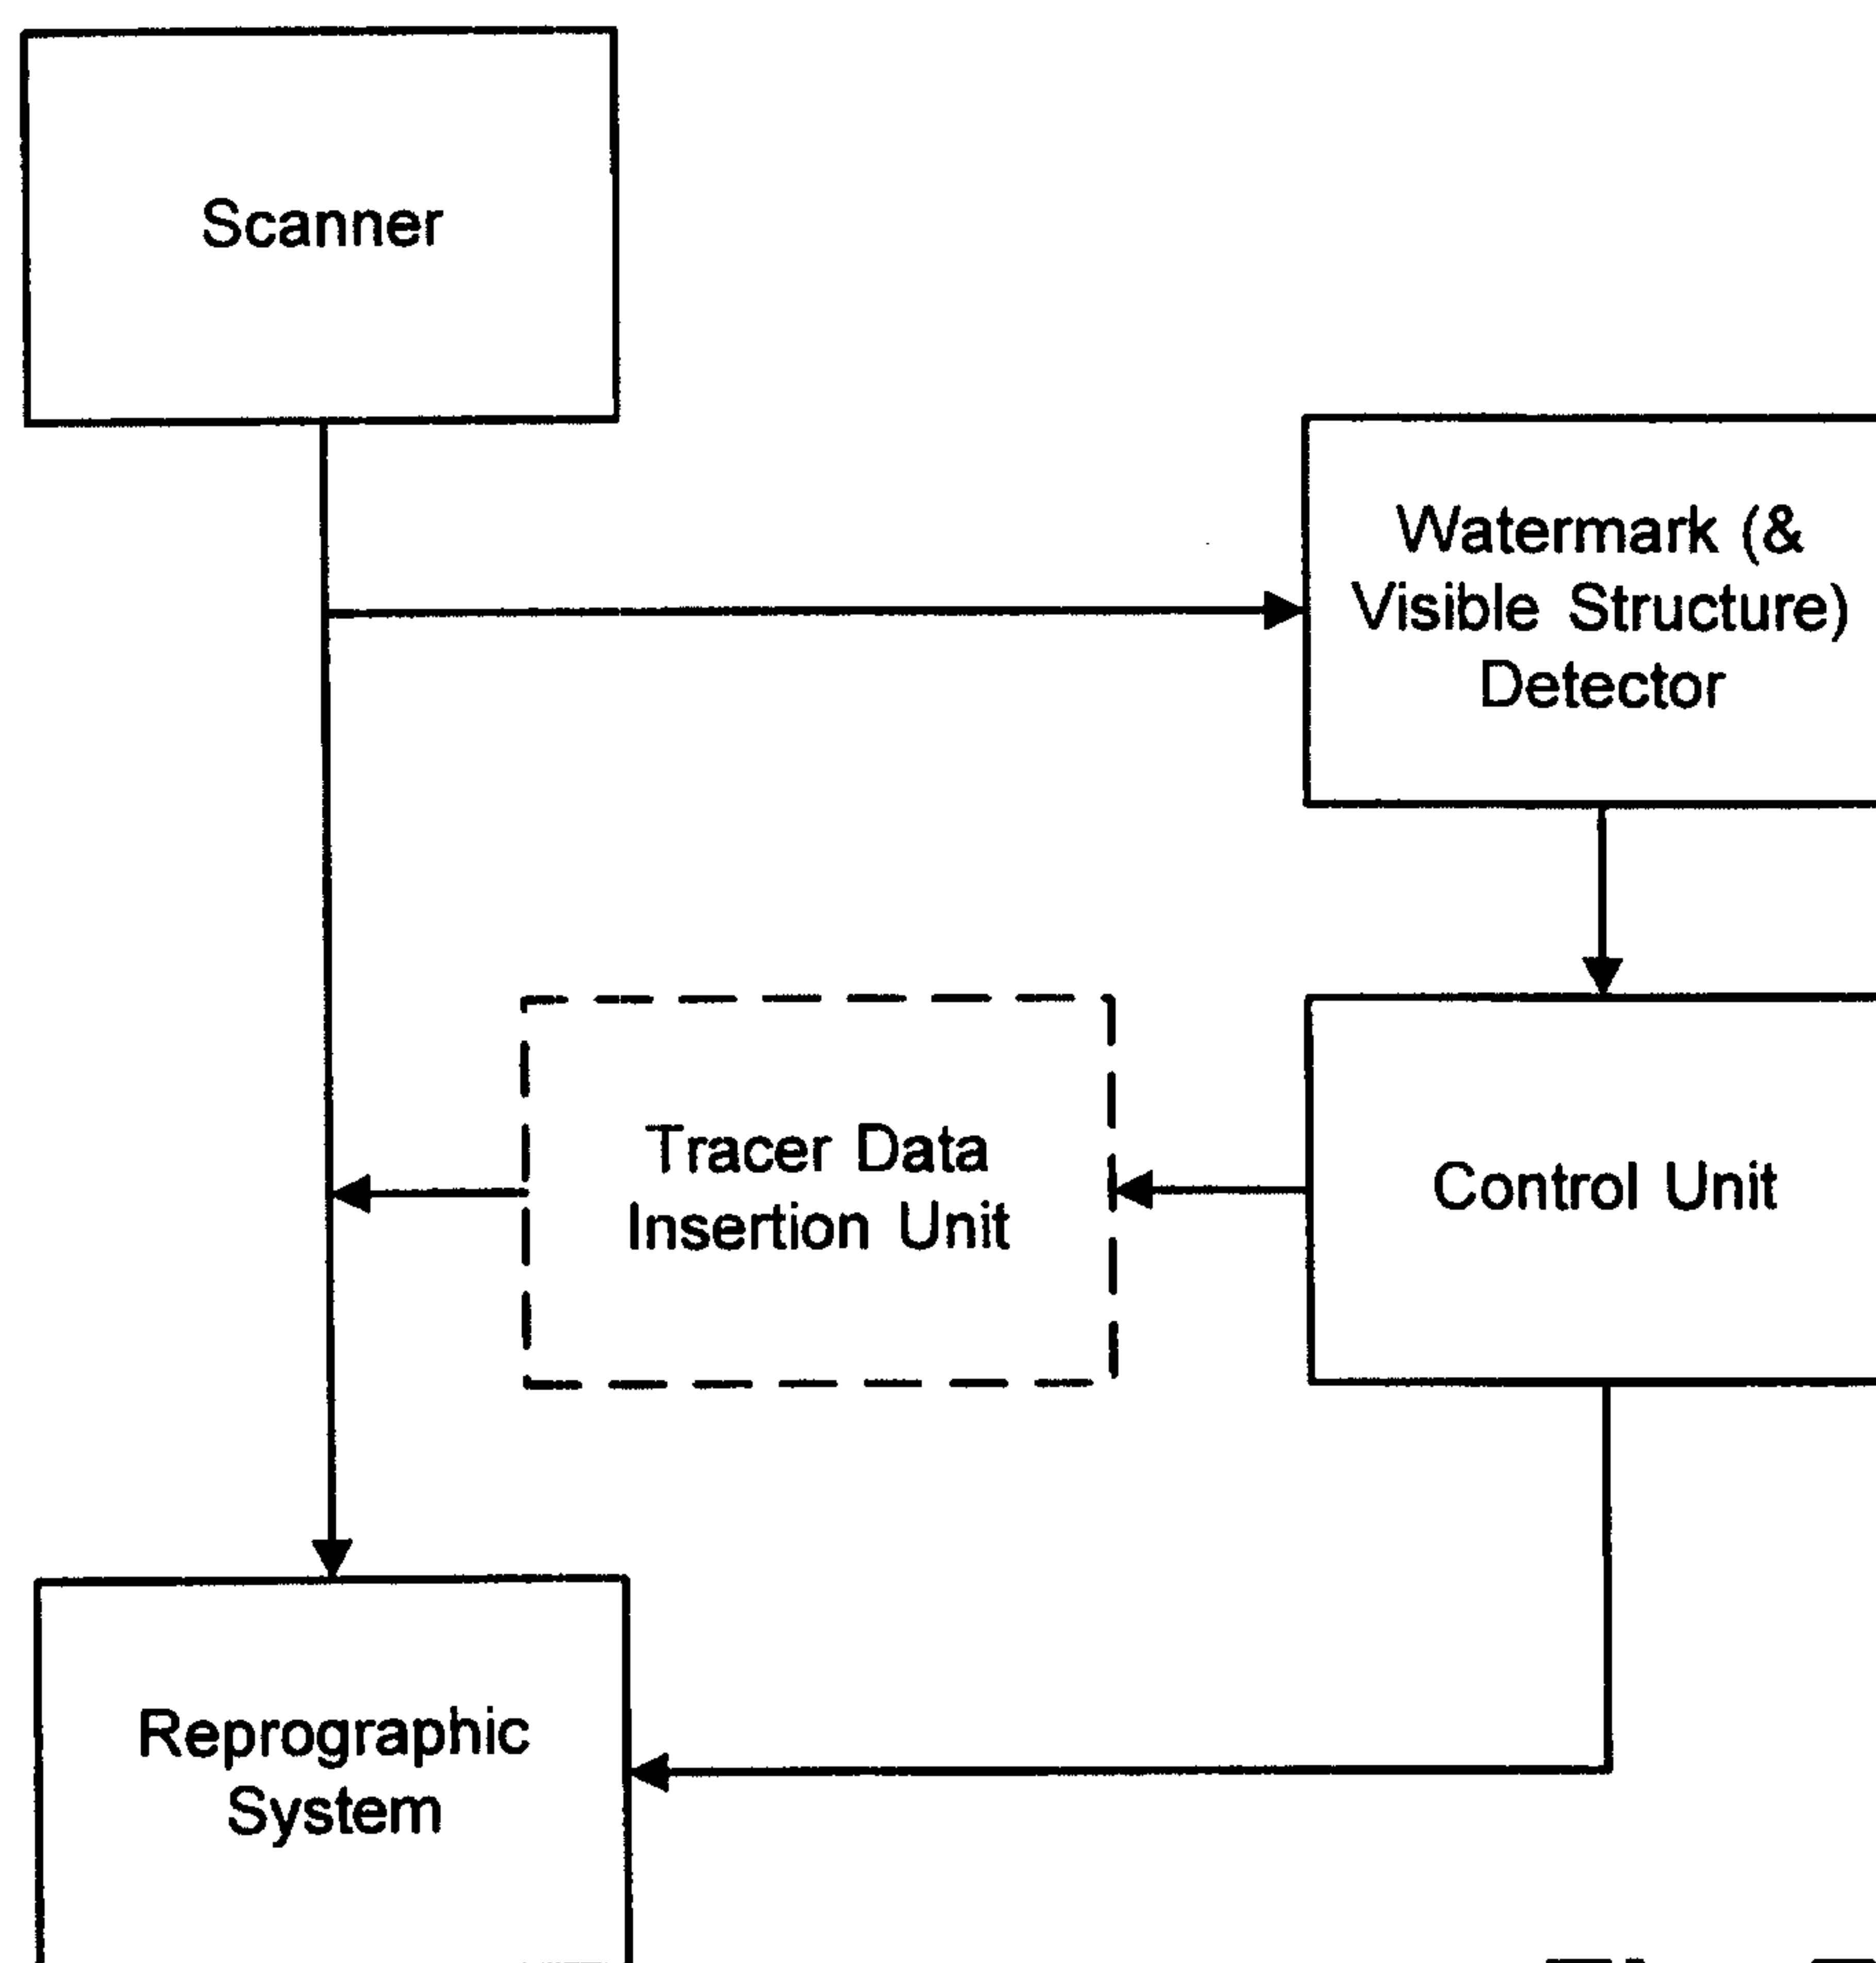 Scanner
Watermark (&
Visible Structure)
Detector
Tracer Data
Insertion Unit
Control Unit
Reprographic
System